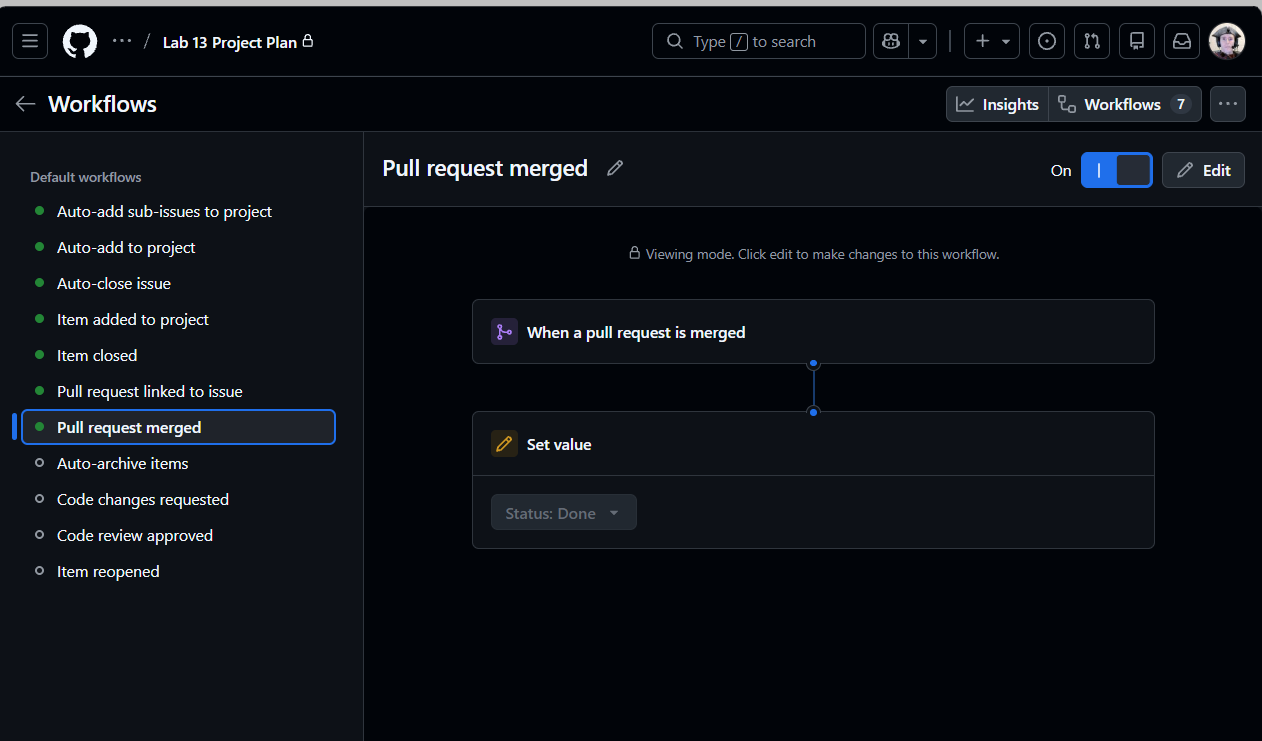 ··· / Lab 13 Project Plan
Type / to search
Workflows
Insights
Workflows 7
Default workflows
Auto-add sub-issues to project
Auto-add to project
Auto-close issue
Item added to project
Item closed
Pull request linked to issue
Pull request merged
Auto-archive items
Code changes requested
Code review approved
Item reopened
Pull request merged
On
Edit
Viewing mode. Click edit to make changes to this workflow.
When a pull request is merged
Set value
Status: Done